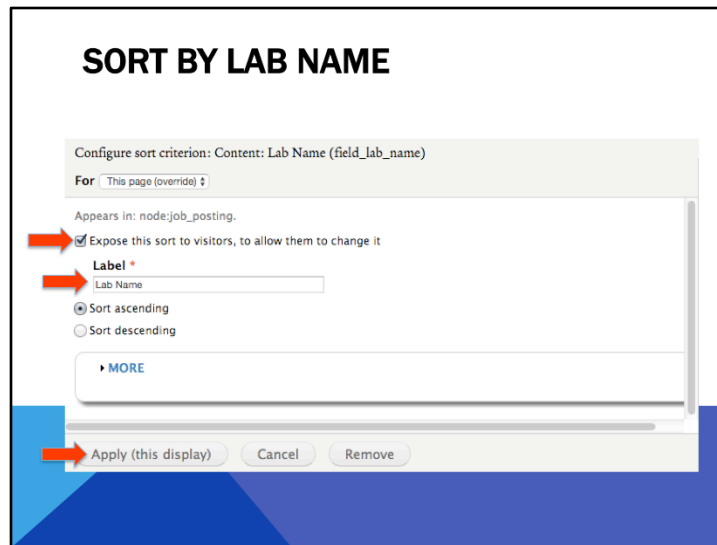 SORT BY LAB NAME
Configure sort criterion: Content: Lab Name (field_lab_name)
For This page (override)
Appears in: node:job_posting.
Expose this sort to visitors, to allow them to change it
Label *
Lab Name
Sort ascending
Sort descending
MORE
Apply (this display) Cancel Remove